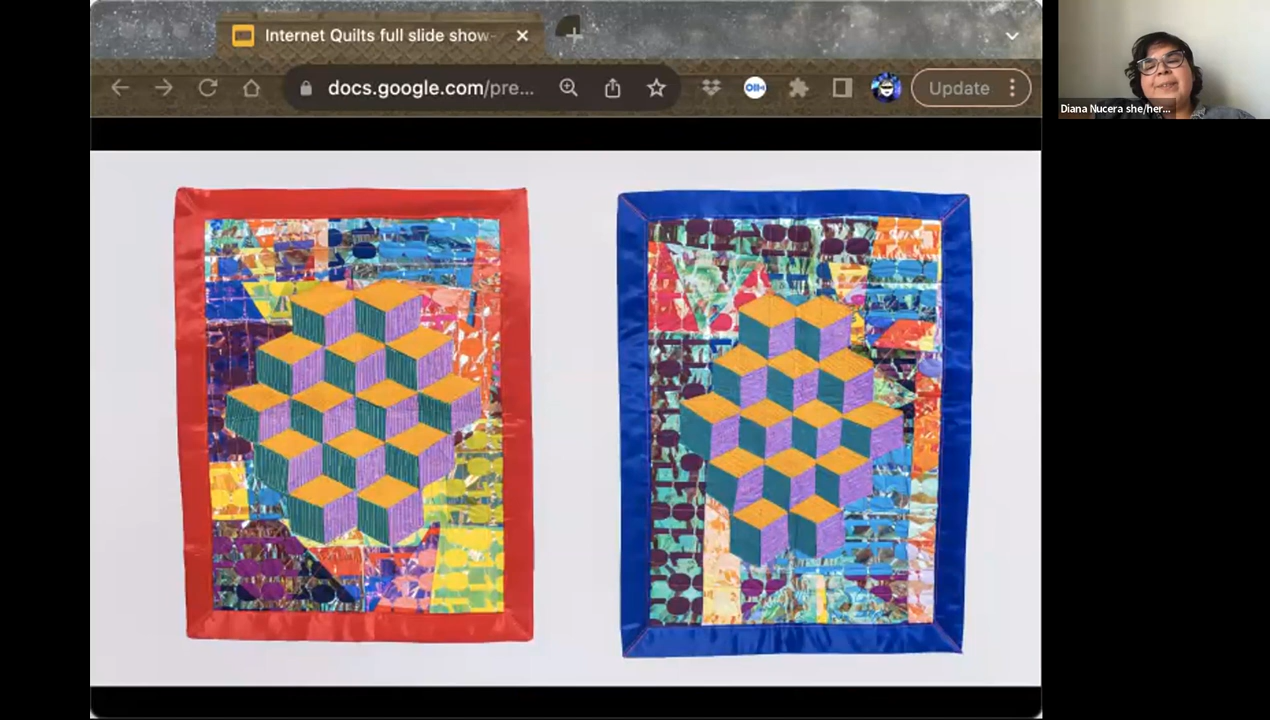 Internet Quilts full slide show-
docs.google.com/pre...
Update
Diana Nucera she/her...